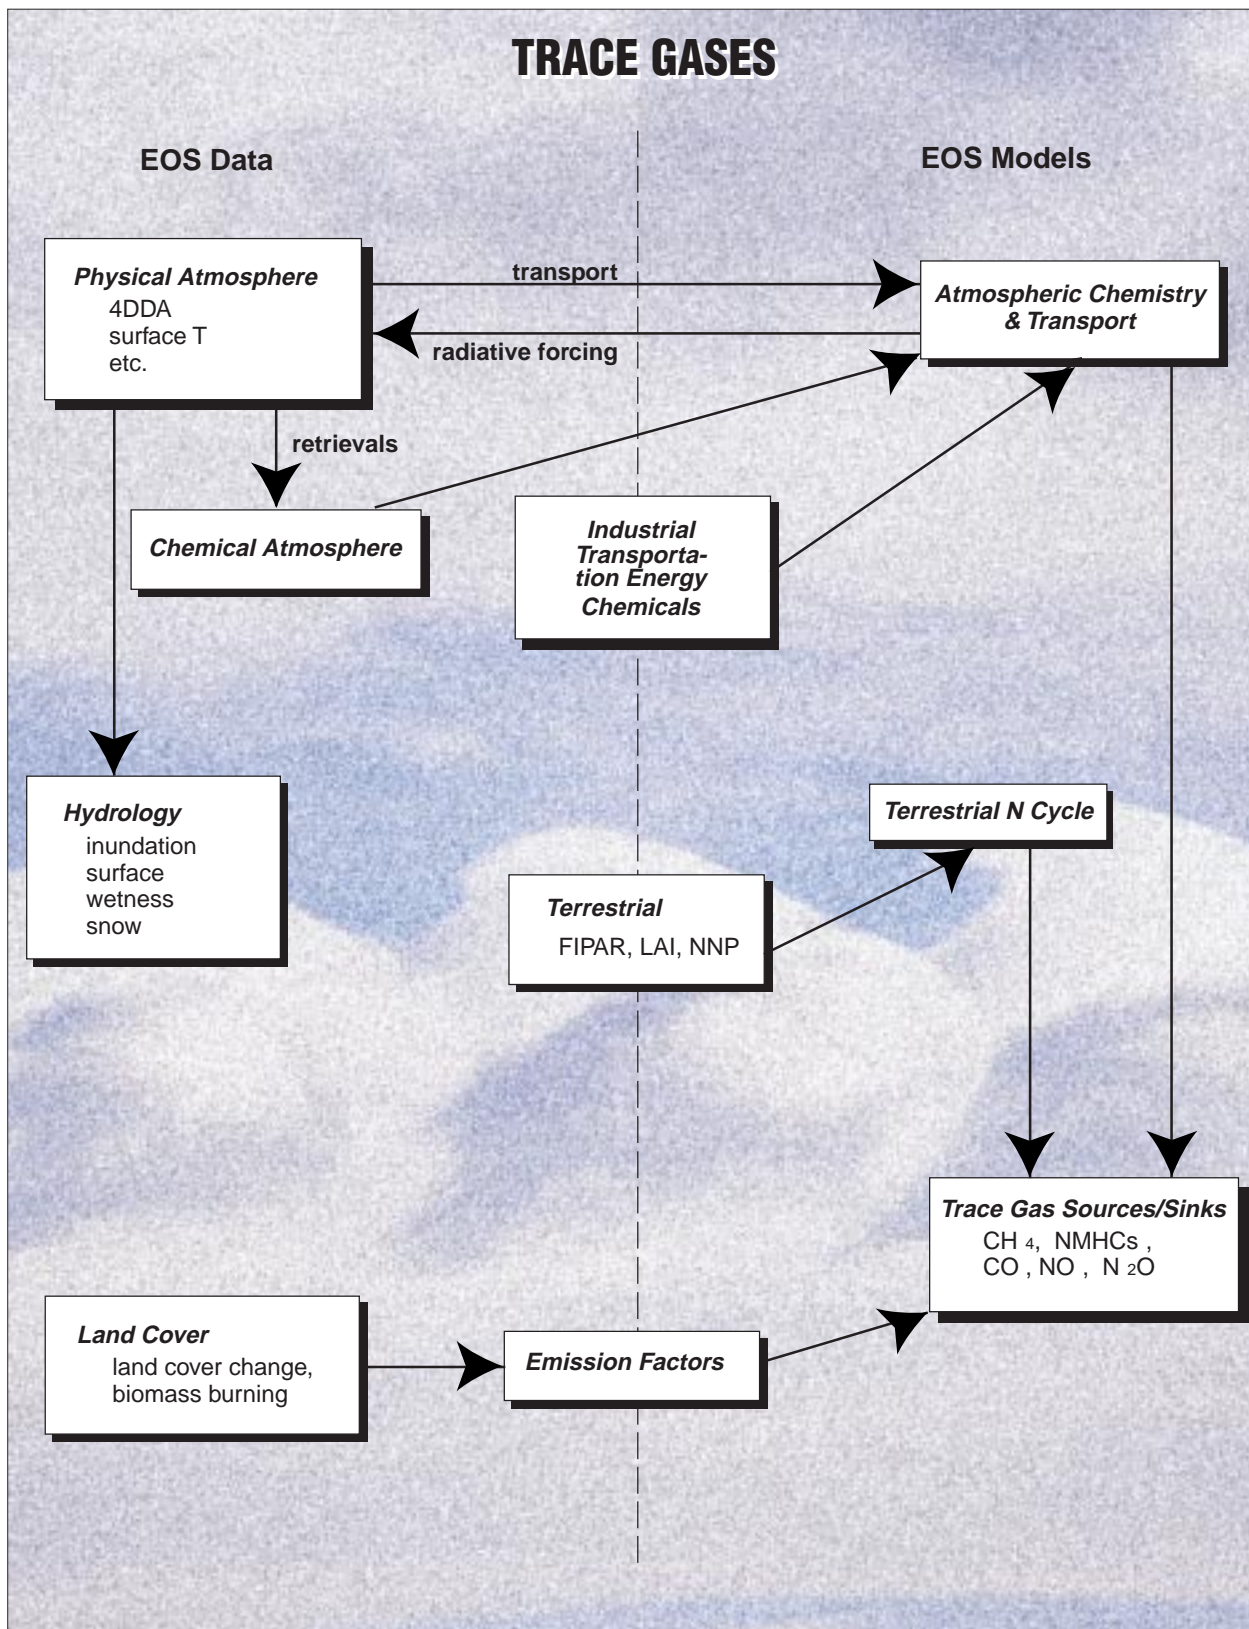 TRACE GASES
EOS Data
EOS Models
Physical Atmosphere
4DDA
surface T
etc.
transport
radiative forcing
Atmospheric Chemistry
& Transport
retrievals
Chemical Atmosphere
Industrial
Transporta-
tion Energy
Chemicals
Hydrology
inundation
surface
wetness
snow
Terrestrial N Cycle
Terrestrial
FIPAR, LAI, NNP
Trace Gas Sources/Sinks
CH 4, NMHCs ,
CO , NO , N 2O
Land Cover
land cover change,
biomass burning
Emission Factors